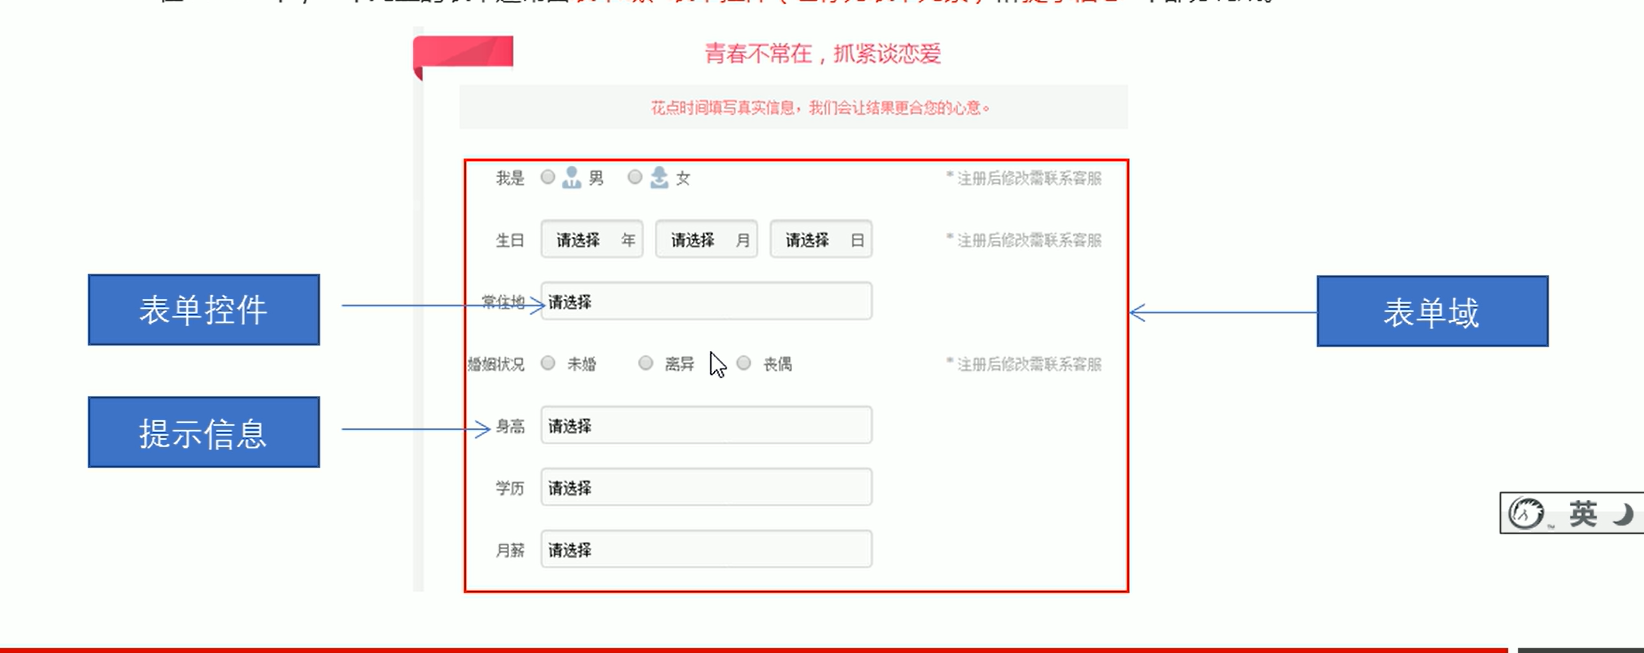 青春不常在，抓紧谈恋爱
花点时间填写真实信息，我们会让结果更合您的心意。
我是 男 女 * 注册后修改需联系客服
生日 请选择 年 请选择 月 请选择 日 * 注册后修改需联系客服
表单控件
常住地 请选择
表单域
婚姻状况 未婚 离异 丧偶 * 注册后修改需联系客服
提示信息
身高 请选择
学历 请选择
月薪 请选择
英